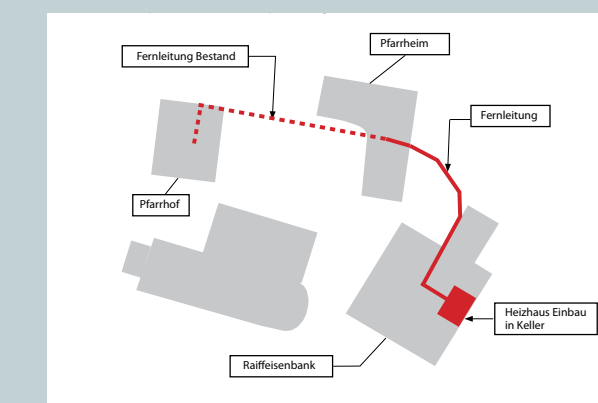 Pfarrheim
Fernleitung Bestand
Fernleitung
Pfarrhof
Heizhaus Einbau
in Keller
Raiffeisenbank